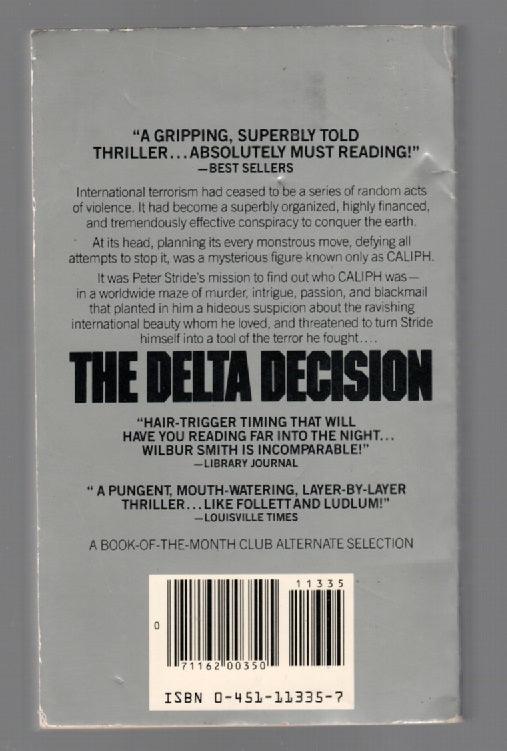 “A GRIPPING, SUPERBLY TOLD
THRILLER...ABSOLUTELY MUST READING!”
—BEST SELLERS
International terrorism had ceased to be a series of random acts
of violence. It had become a superbly organized, highly financed,
and tremendously effective conspiracy to conquer the earth.
At its head, planning its every monstrous move, defying all
attempts to stop it, was a mysterious figure known only as CALIPH.
It was Peter Stride's mission to find out who CALIPH was—
in a worldwide maze of murder, intrigue, passion, and blackmail
that planted in him a hideous suspicion about the ravishing
international beauty whom he loved, and threatened to turn Stride
himself into a tool of the terror he fought....
THE DELTA DECISION
“HAIR-TRIGGER TIMING THAT WILL
HAVE YOU READING FAR INTO THE NIGHT...
WILBUR SMITH IS INCOMPARABLE!”
—LIBRARY JOURNAL
“A PUNGENT, MOUTH-WATERING, LAYER-BY-LAYER
THRILLER...LIKE FOLLETT AND LUDLUM!”
—LOUISVILLE TIMES
A BOOK-OF-THE-MONTH CLUB ALTERNATE SELECTION
11335
0
71162 00350
ISBN 0-451-11335-7